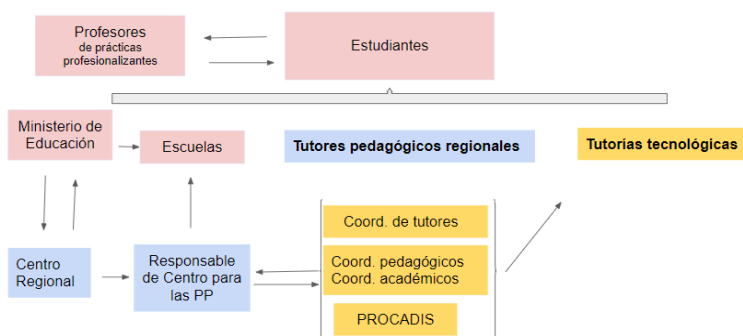 Profesores
de prácticas
profesionalizantes
Estudiantes
Ministerio de
Educación
Escuelas
Tutores pedagógicos regionales
Tutorías tecnológicas
Coord. de tutores
Centro
Regional
Responsable
de Centro para
las PP
Coord. pedagógicos
Coord. académicos
PROCADIS